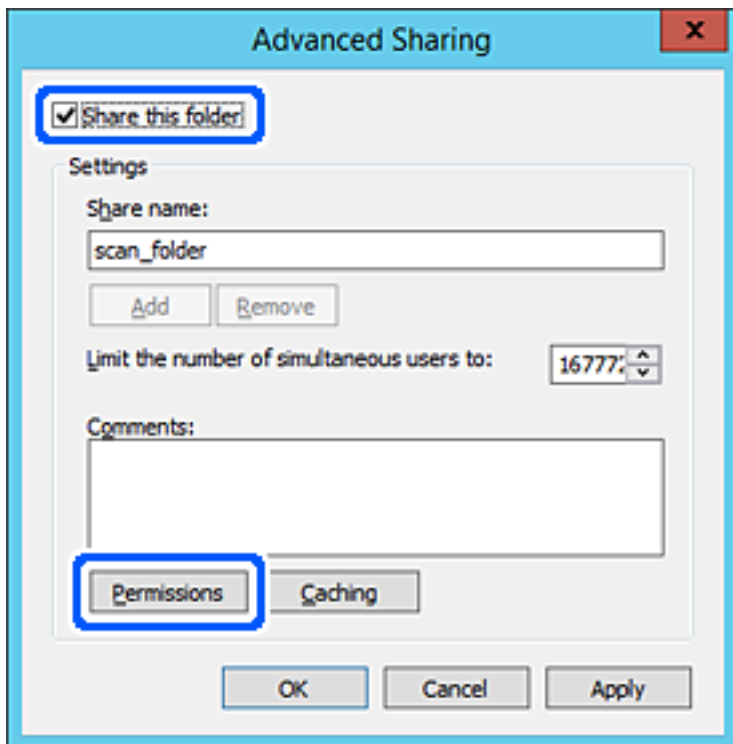 Advanced Sharing
Share this folder
Settings
Share name:
scan_folder
Add Remove
Limit the number of simultaneous users to:
Comments:
Permissions Caching
OK Cancel Apply